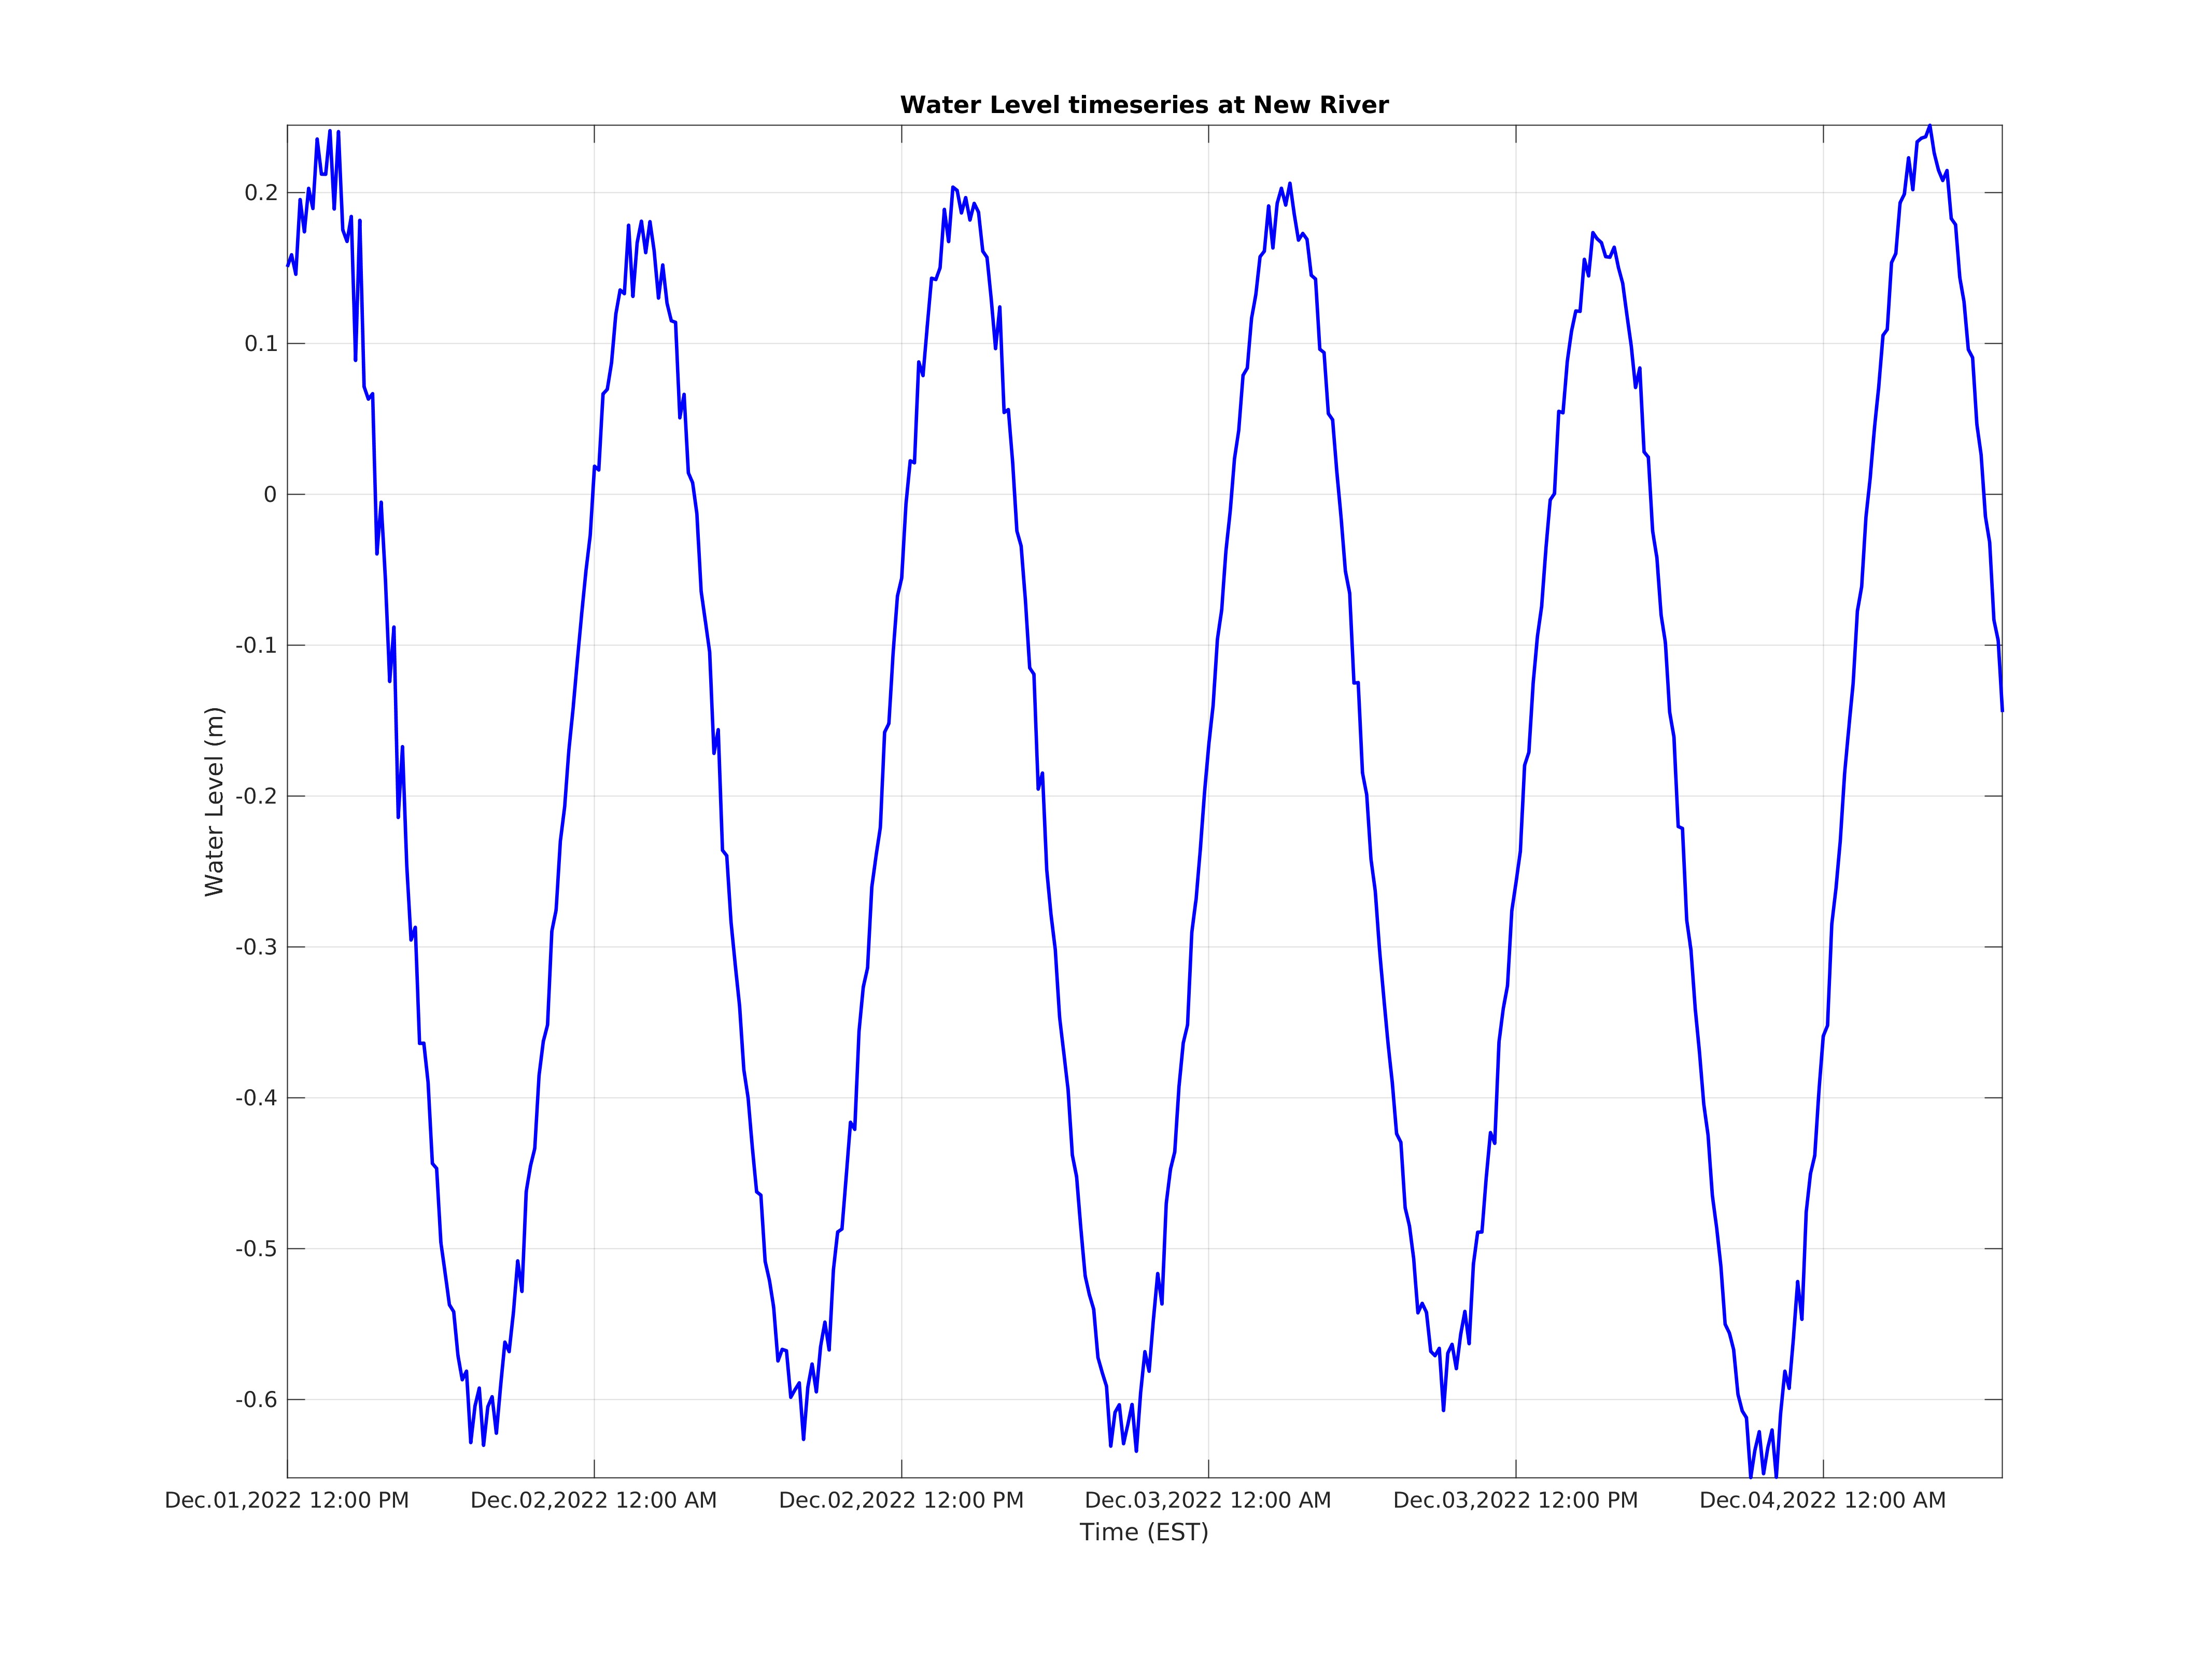 Water Level timeseries at New River
0.2
0.1
0
-0.1
-0.2
-0.3
-0.4
-0.5
-0.6
Water Level (m)
Dec.01,2022 12:00 PM
Dec.02,2022 12:00 AM
Dec.02,2022 12:00 PM
Dec.03,2022 12:00 AM
Dec.03,2022 12:00 PM
Dec.04,2022 12:00 AM
Time (EST)